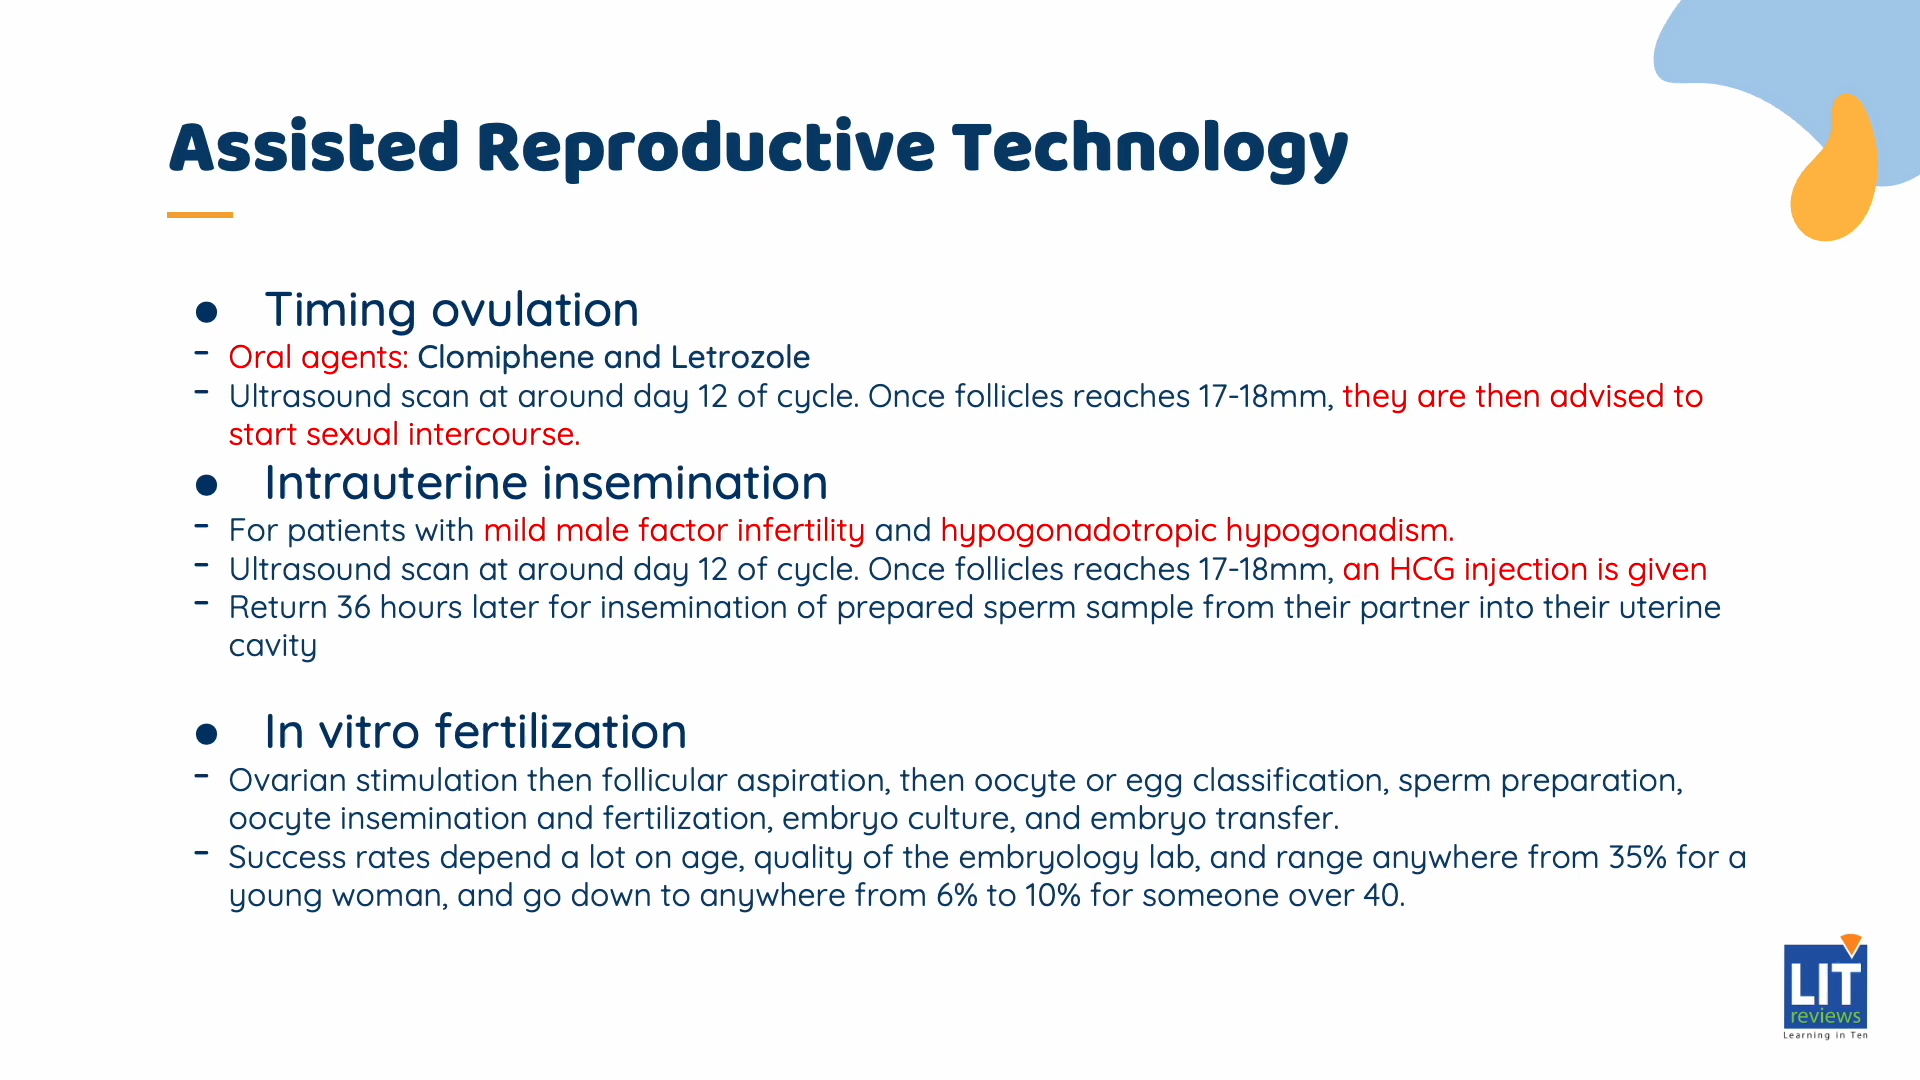 Assisted Reproductive Technology
● Timing ovulation
- Oral agents: Clomiphene and Letrozole
- Ultrasound scan at around day 12 of cycle. Once follicles reaches 17-18mm, they are then advised to
start sexual intercourse.
● Intrauterine insemination
- For patients with mild male factor infertility and hypogonadotropic hypogonadism.
- Ultrasound scan at around day 12 of cycle. Once follicles reaches 17-18mm, an HCG injection is given
- Return 36 hours later for insemination of prepared sperm sample from their partner into their uterine
cavity
● In vitro fertilization
- Ovarian stimulation then follicular aspiration, then oocyte or egg classification, sperm preparation,
oocyte insemination and fertilization, embryo culture, and embryo transfer.
- Success rates depend a lot on age, quality of the embryology lab, and range anywhere from 35% for a
young woman, and go down to anywhere from 6% to 10% for someone over 40.
LIT
reviews
Learning in Ten